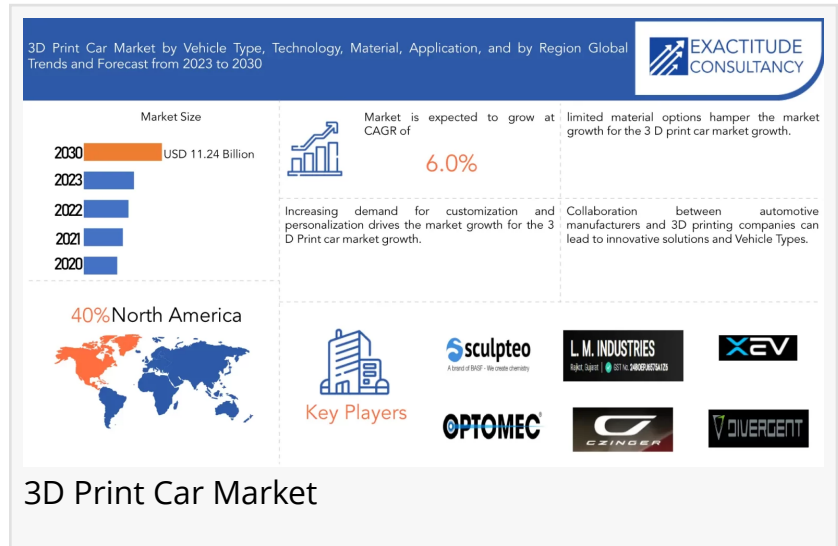 3D Print Car Market by Vehicle Type, Technology, Material, Application, and by Region Global
Trends and Forecast from 2023 to 2030
EXACTITUDE
CONSULTANCY
Market Size
2030
USD 11.24 Billion
2023
2022
2021
2020
Market is expected to grow at
CAGR of
6.0%
limited material options hamper the market
growth for the 3 D print car market growth.
Increasing demand for customization and
personalization drives the market growth for the 3
D Print car market growth.
Collaboration between automotive
manufacturers and 3D printing companies can
lead to innovative solutions and Vehicle Types.
40%North America
Key Players
sculpteo
A brand of BASF - We create chemistry
L. M. INDUSTRIES
Rajkot, Gujarat | GST No.
XEV
OPTOMEC
CZINGER
DIVERGENT
3D Print Car Market